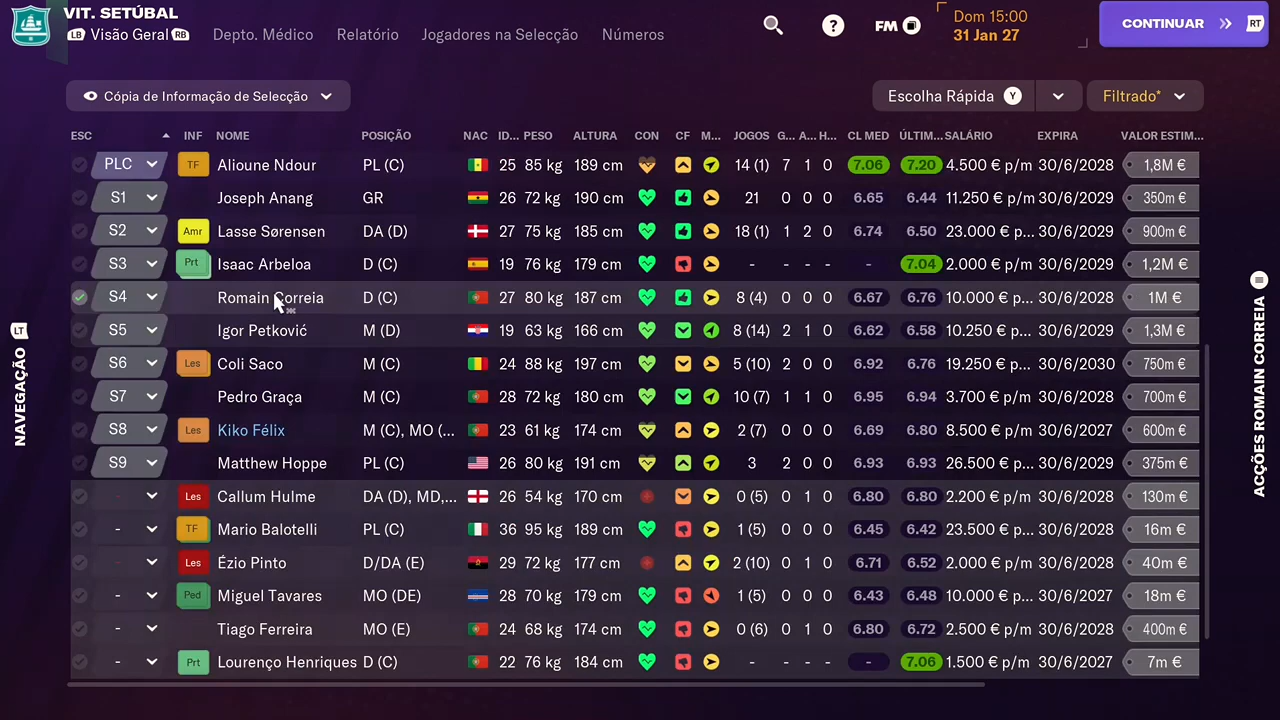 VIT. SETÚBAL
LB Visão Geral RB Depto. Médico Relatório Jogadores na Selecção Números
? FM
Dom 15:00
31 Jan 27
CONTINUAR RT
Cópia de Informação de Selecção
Escolha Rápida Y
Filtrado*
ESC INF NOME POSIÇÃO NAC ID... PESO ALTURA CON CF M... JOGOS G... A... H... CL MED ÚLTIM... SALÁRIO EXPIRA VALOR ESTIM...
PLC TF Alioune Ndour PL (C) 25 85 kg 189 cm 14 (1) 7 1 0 7.06 7.20 4.500 € p/m 30/6/2028 1,8M €
S1 Joseph Anang GR 26 72 kg 190 cm 21 0 0 0 6.65 6.44 11.250 € p/m 30/6/2028 350m €
S2 Amr Lasse Sørensen DA (D) 27 75 kg 185 cm 18 (1) 1 2 0 6.74 6.50 23.000 € p... 30/6/2029 900m €
S3 Prt Isaac Arbeloa D (C) 19 76 kg 179 cm - - - - - 7.04 2.000 € p/m 30/6/2029 1,2M €
S4 Romain Correia D (C) 27 80 kg 187 cm 8 (4) 0 0 0 6.67 6.76 10.000 € p/m 30/6/2028 1M €
S5 Igor Petković M (D) 19 63 kg 166 cm 8 (14) 2 1 0 6.62 6.58 10.250 € p/m 30/6/2029 1,3M €
S6 Les Coli Saco M (C) 24 88 kg 197 cm 5 (10) 2 0 0 6.92 6.76 19.250 € p... 30/6/2030 750m €
S7 Pedro Graça M (C) 28 72 kg 180 cm 10 (7) 1 1 0 6.95 6.94 3.700 € p/m 30/6/2028 700m €
S8 Les Kiko Félix M (C), MO (... 23 61 kg 174 cm 2 (7) 0 0 0 6.69 6.80 8.500 € p/m 30/6/2027 600m €
S9 Matthew Hoppe PL (C) 26 80 kg 191 cm 3 2 0 0 6.93 6.93 26.500 € p... 30/6/2029 375m €
- Les Callum Hulme DA (D), MD,... 26 54 kg 170 cm 0 (5) 0 1 0 6.80 6.80 2.200 € p/m 30/6/2028 130m €
- TF Mario Balotelli PL (C) 36 95 kg 189 cm 1 (5) 0 0 0 6.45 6.42 23.500 € p... 30/6/2028 16m €
- Les Ézio Pinto D/DA (E) 29 72 kg 177 cm 2 (10) 0 1 0 6.71 6.52 2.000 € p/m 30/6/2028 40m €
- Ped Miguel Tavares MO (DE) 28 70 kg 179 cm 1 (5) 0 0 0 6.43 6.48 10.000 € p... 30/6/2027 18m €
- Tiago Ferreira MO (E) 24 68 kg 174 cm 0 (6) 0 1 0 6.80 6.72 2.500 € p/m 30/6/2028 400m €
- Prt Lourenço Henriques D (C) 22 76 kg 184 cm - - - - - 7.06 1.500 € p/m 30/6/2027 7m €
NAVEGAÇÃO LT
ACÇÕES ROMAIN CORREIA